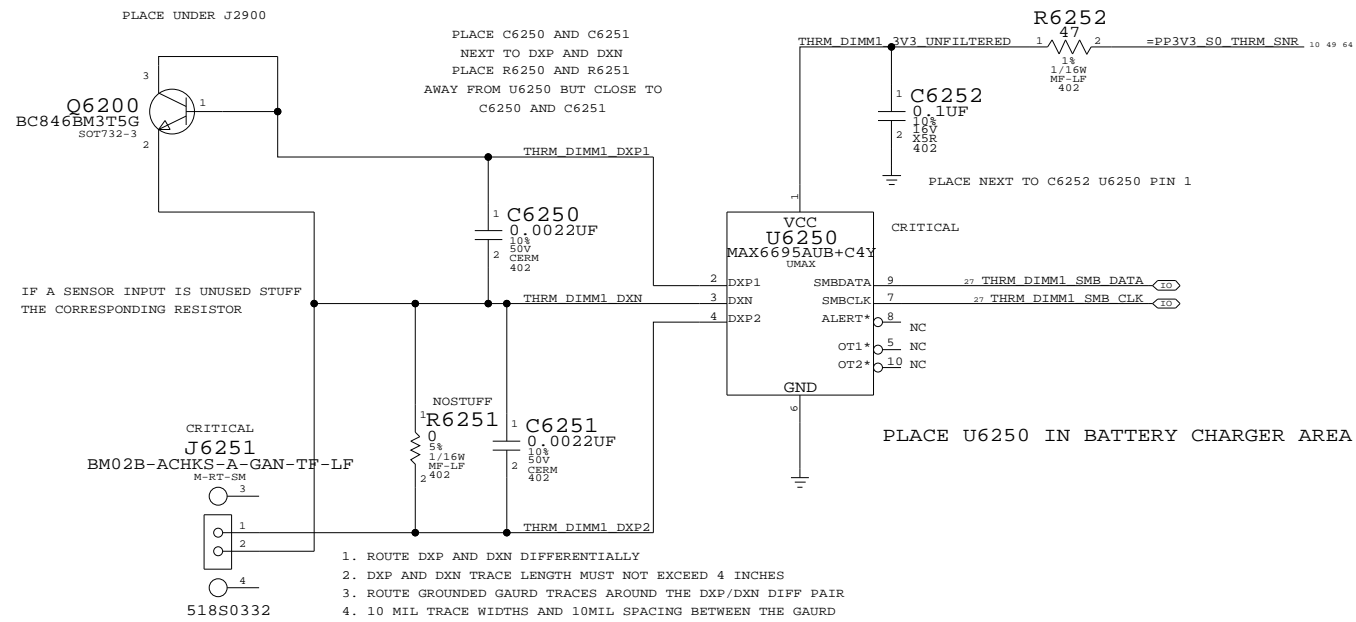 PLACE UNDER J2900
3
Q6200
BC846BM3T5G
SOT732-3
1
2
PLACE C6250 AND C6251
NEXT TO DXP AND DXN
PLACE R6250 AND R6251
AWAY FROM U6250 BUT CLOSE TO
C6250 AND C6251
THRM_DIMM1_3V3_UNFILTERED
R6252
47
1
2
1%
1/16W
MF-LF
402
=PP3V3_S0_THRM_SNR
10 49 64
1
C6252
0.1UF
10%
16V
X5R
402
2
PLACE NEXT TO C6252 U6250 PIN 1
THRM_DIMM1_DXP1
1
C6250
0.0022UF
10%
50V
CERM
402
2
IF A SENSOR INPUT IS UNUSED STUFF
THE CORRESPONDING RESISTOR
THRM_DIMM1_DXN
1
VCC
U6250
MAX6695AUB+C4Y
UMAX
CRITICAL
2 DXP1
3 DXN
4 DXP2
SMBDATA 9
SMBCLK 7
ALERT* 8
NC
OT1* 5 NC
OT2* 10 NC
GND
6
27 THRM_DIMM1_SMB_DATA IO
27 THRM_DIMM1_SMB_CLK IO
PLACE U6250 IN BATTERY CHARGER AREA
NOSTUFF
1
R6251
0
5%
1/16W
MF-LF
402
2
1
C6251
0.0022UF
10%
50V
CERM
402
2
CRITICAL
J6251
BM02B-ACHKS-A-GAN-TF-LF
M-RT-SM
3
1
2
4
518S0332
THRM_DIMM1_DXP2
1. ROUTE DXP AND DXN DIFFERENTIALLY
2. DXP AND DXN TRACE LENGTH MUST NOT EXCEED 4 INCHES
3. ROUTE GROUNDED GAURD TRACES AROUND THE DXP/DXN DIFF PAIR
4. 10 MIL TRACE WIDTHS AND 10MIL SPACING BETWEEN THE GAURD